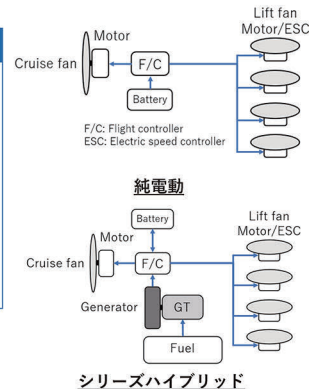 Lift fan
Motor/ESC
Motor
Cruise fan
F/C
Battery
F/C: Flight controller
ESC: Electric speed controller
純電動
Battery
Lift fan
Motor/ESC
Motor
Cruise fan
F/C
Generator
GT
Fuel
シリーズハイブリッド